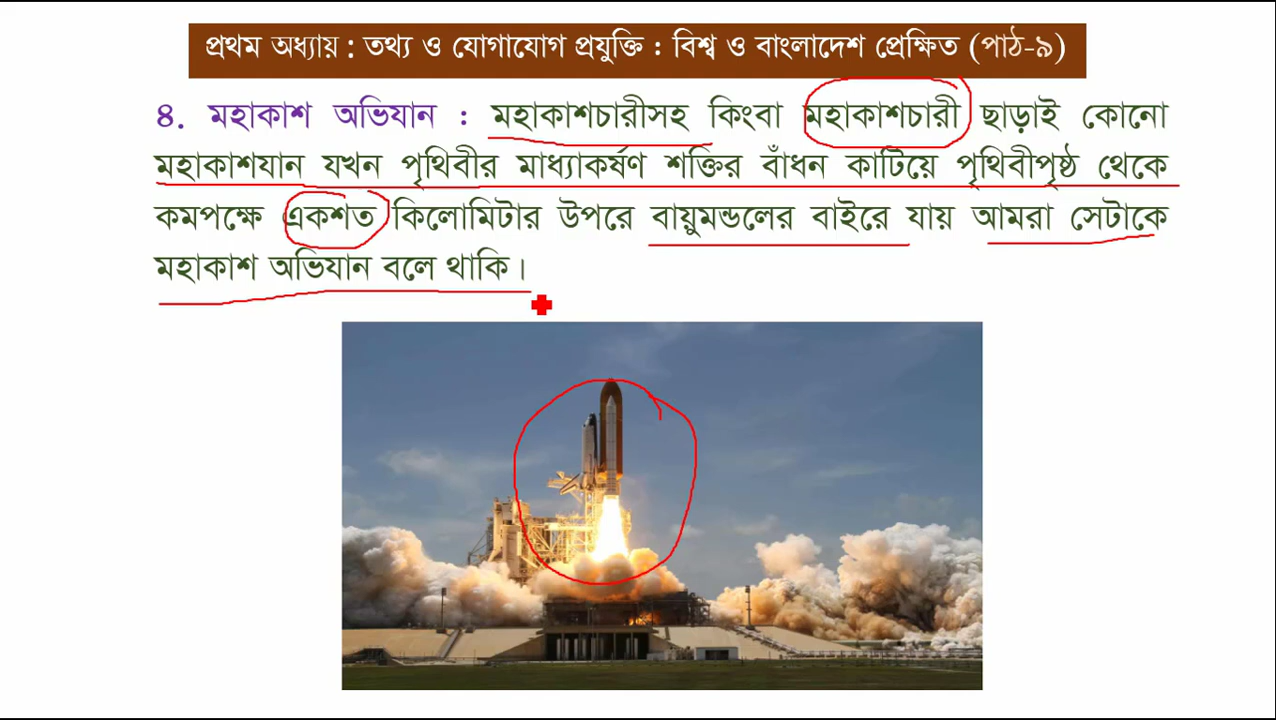 প্রথম অধ্যায় : তথ্য ও যোগাযোগ প্রযুক্তি : বিশ্ব ও বাংলাদেশ প্রেক্ষিত (পাঠ-৯)
৪. মহাকাশ অভিযান : মহাকাশচারীসহ কিংবা মহাকাশচারী ছাড়াই কোনো
মহাকাশযান যখন পৃথিবীর মাধ্যাকর্ষণ শক্তির বাঁধন কাটিয়ে পৃথিবীপৃষ্ঠ থেকে
কমপক্ষে একশত কিলোমিটার উপরে বায়ুমন্ডলের বাইরে যায় আমরা সেটাকে
মহাকাশ অভিযান বলে থাকি।